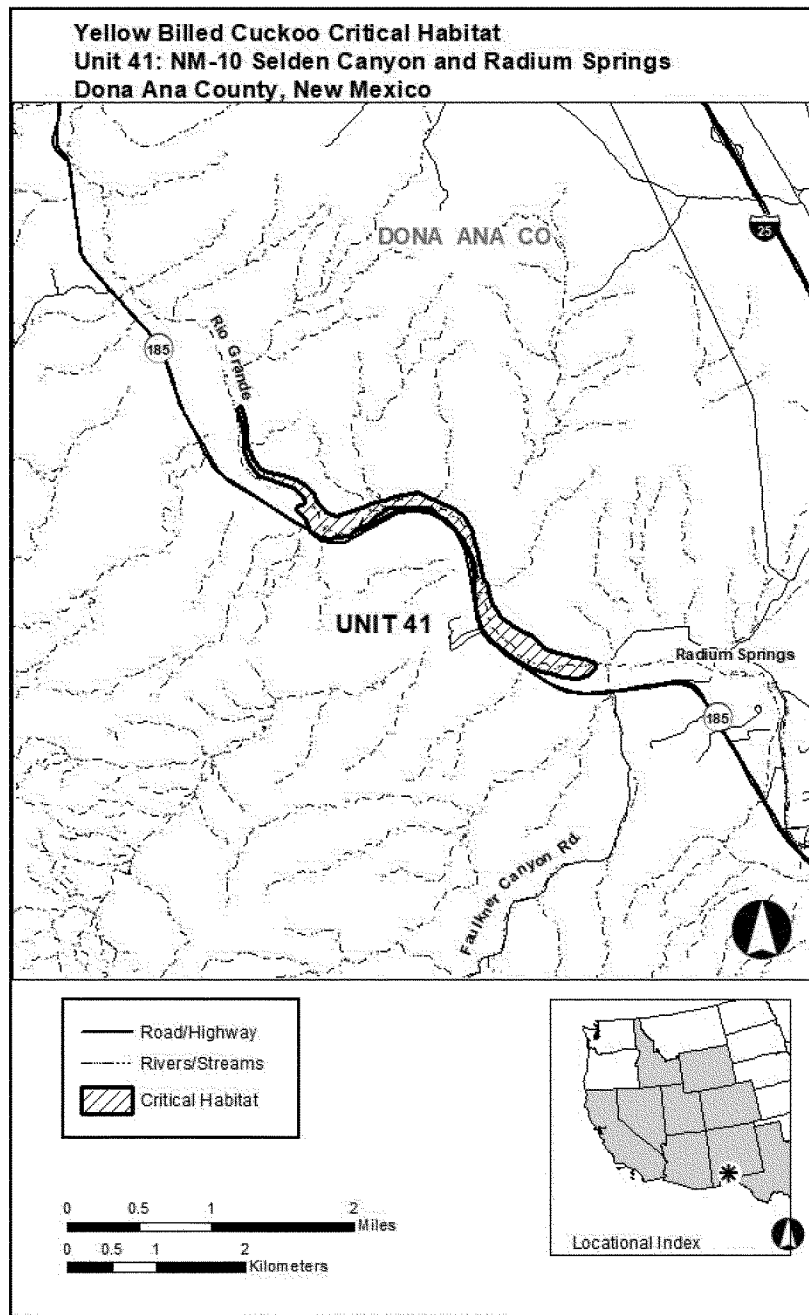 Yellow Billed Cuckoo Critical Habitat
Unit 41: NM-10 Selden Canyon and Radium Springs
Dona Ana County, New Mexico
DONA ANA CO
25
Rio Grande
185
UNIT 41
Radium Springs
185
Faulkner Canyon Rd
Road/Highway
Rivers/Streams
Critical Habitat
0 0.5 1 2
Miles
0 0.5 1 2
Kilometers
Locational Index